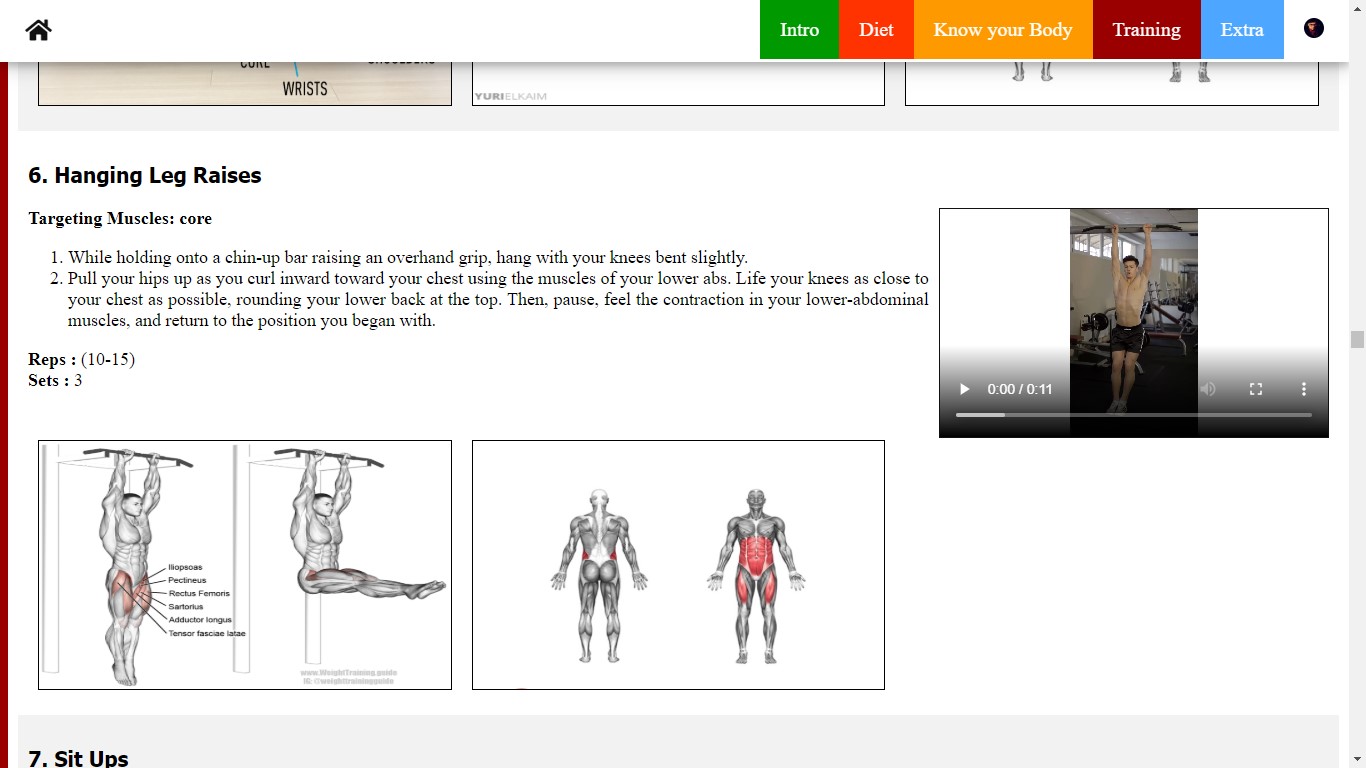 Intro Diet Know your Body Training Extra
CORE
SHOULDERS
WRISTS
YURIELKAIM
6. Hanging Leg Raises
Targeting Muscles: core
1. While holding onto a chin-up bar raising an overhand grip, hang with your knees bent slightly.
2. Pull your hips up as you curl inward toward your chest using the muscles of your lower abs. Life your knees as close to
your chest as possible, rounding your lower back at the top. Then, pause, feel the contraction in your lower-abdominal
muscles, and return to the position you began with.
Reps : (10-15)
Sets : 3
0:00 / 0:11
Iliopsoas
Pectineus
Rectus Femoris
Sartorius
Adductor longus
Tensor fasciae latae
www.WeightTraining.guide
IG: @weighttrainingguide
7. Sit Ups